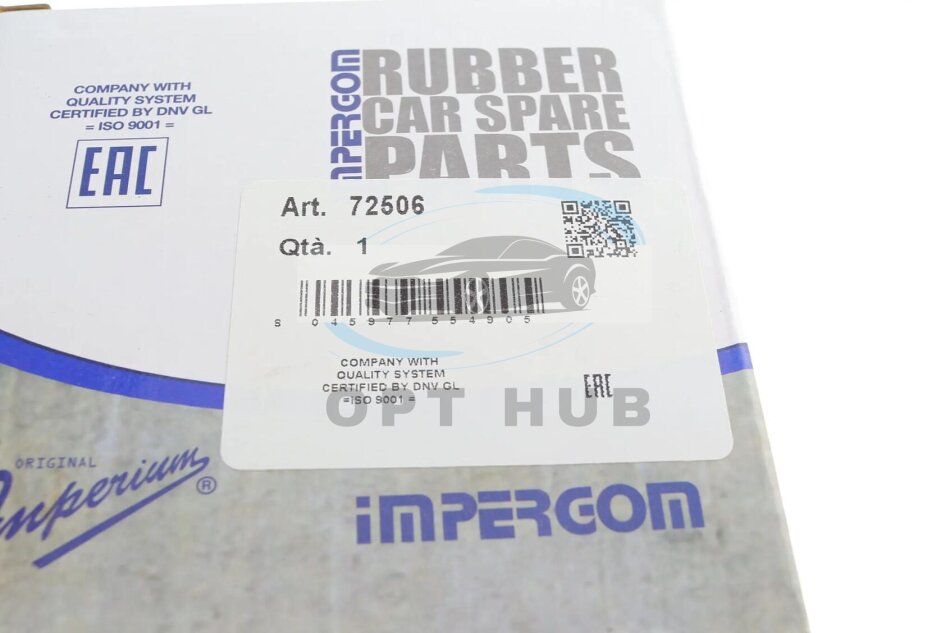 COMPANY WITH
QUALITY SYSTEM
CERTIFIED BY DNV GL
= ISO 9001 =
EAC
IMPERGOM
RUBBER
CAR SPARE
PARTS
Art. 72506
Qtà. 1
S 045977 554905
COMPANY WITH
QUALITY SYSTEM
CERTIFIED BY DNV GL
=ISO 9001 =
EAC
OPT HUB
ORIGINAL
Imperium®
IMPERGOM